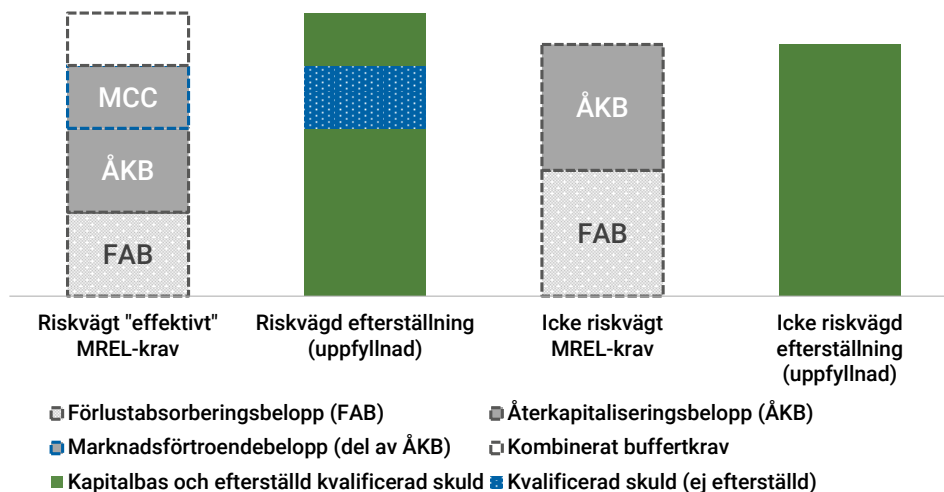 MCC
ÅKB
FAB
ÅKB
FAB
Riskvägt "effektivt"
MREL-krav
Riskvägd efterställning
(uppfyllnad)
Icke riskvägt
MREL-krav
Icke riskvägd
efterställning
(uppfyllnad)
Förlustabsorberingsbelopp (FAB)
Återkapitaliseringsbelopp (ÅKB)
Marknadsförtroendebelopp (del av ÅKB)
Kombinerat buffertkrav
Kapitalbas och efterställd kvalificerad skuld
Kvalificerad skuld (ej efterställd)